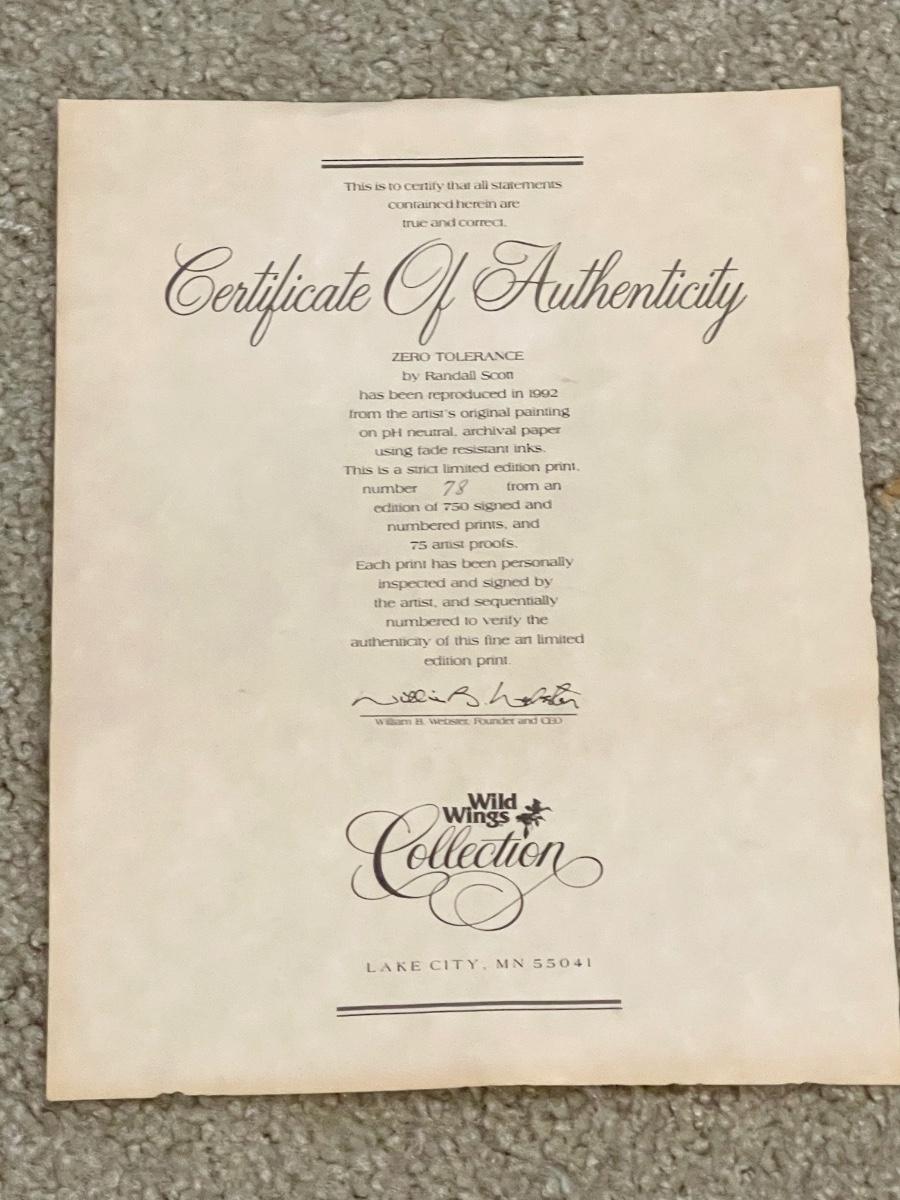 This is to certify that all statements
contained herein are
true and correct.
Certificate Of Authenticity
ZERO TOLERANCE
by Randall Scott
has been reproduced in 1992
from the artist's original painting
on pH neutral, archival paper
using fade resistant inks.
This is a strict limited edition print,
number 78 from an
edition of 750 signed and
numbered prints, and
75 artist proofs.
Each print has been personally
inspected and signed by
the artist, and sequentially
numbered to verify the
authenticity of this fine art limited
edition print.
William B. Webster
William B. Webster, Founder and CEO
Wild
Wings
Collection
LAKE CITY, MN 55041